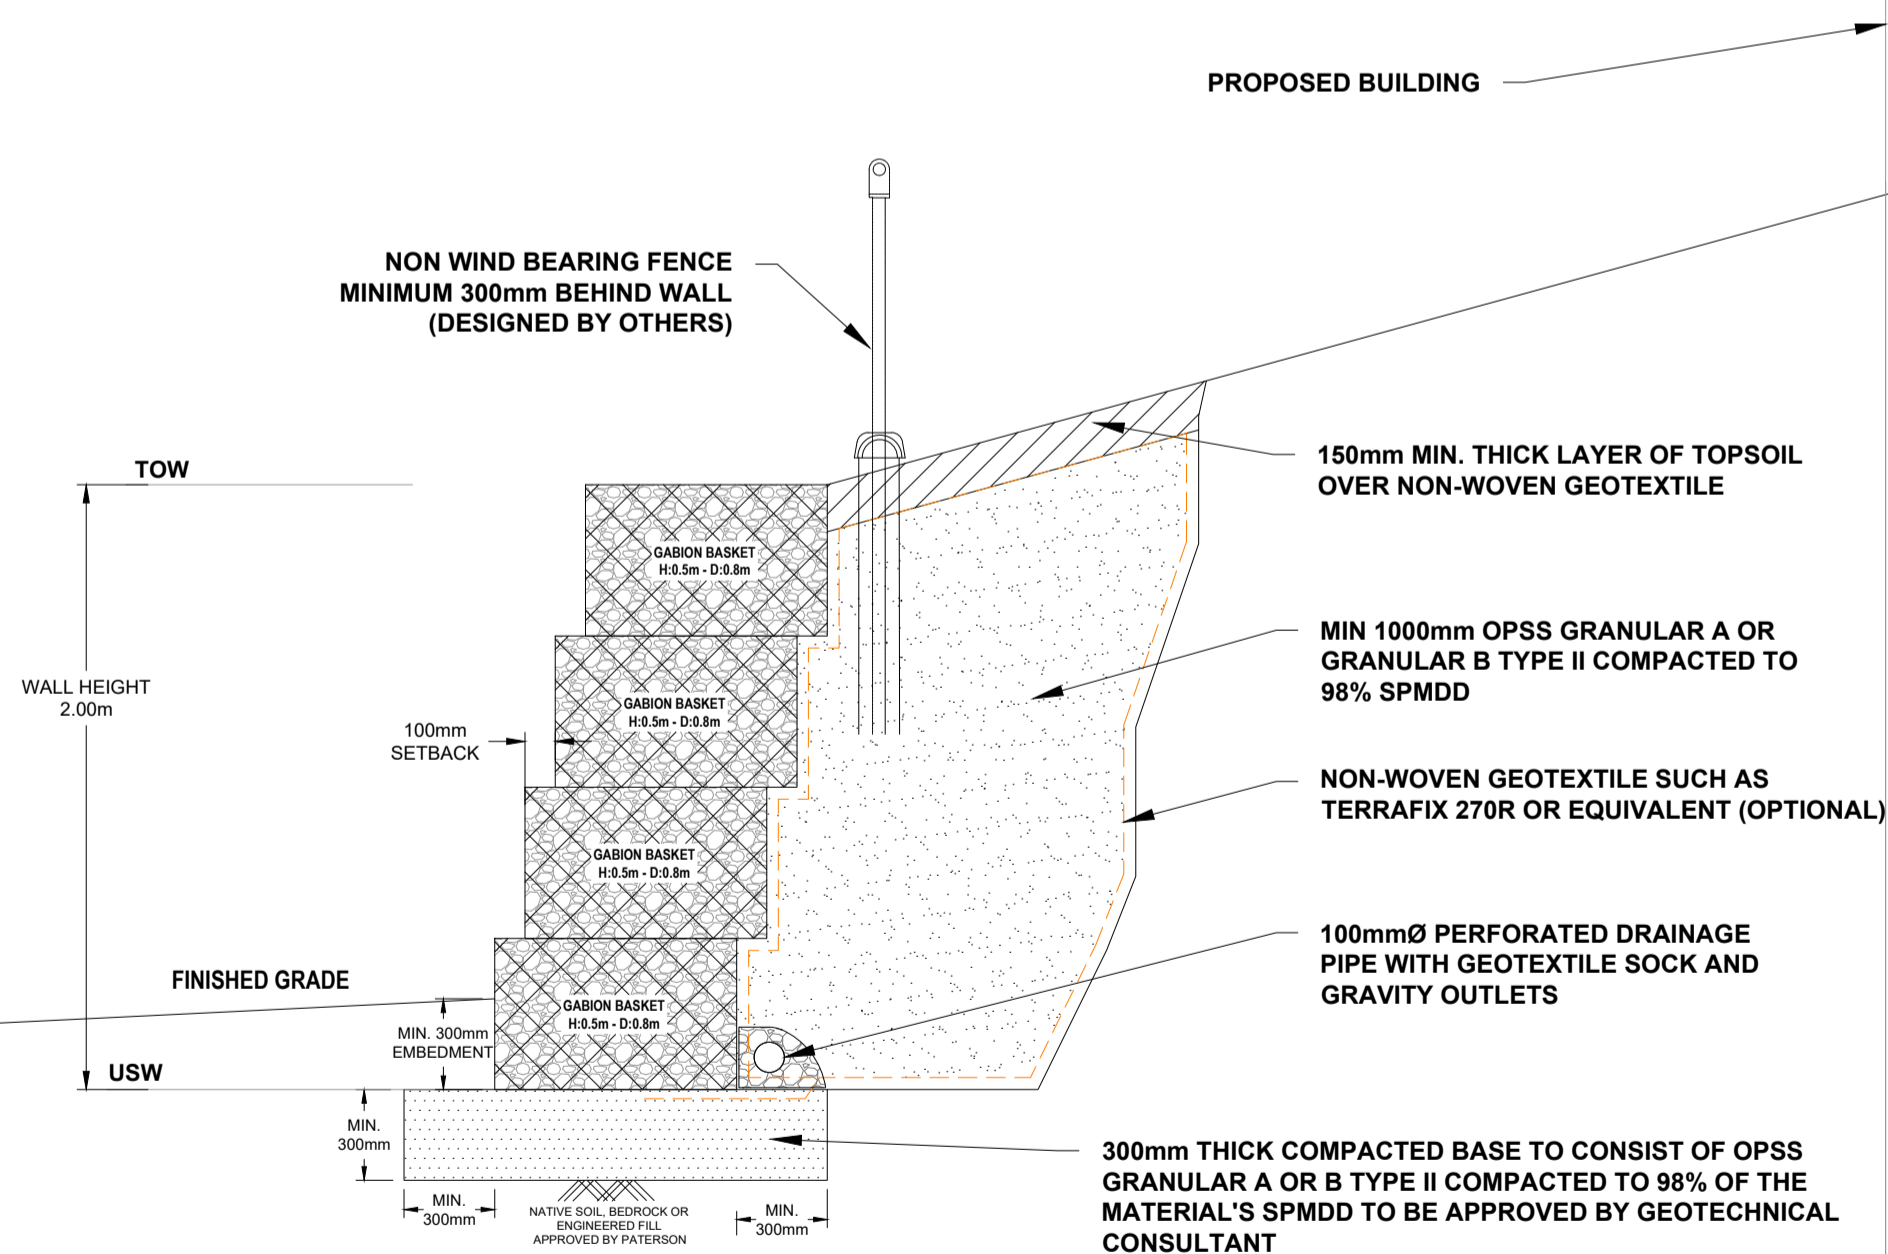 PROPOSED BUILDING
NON WIND BEARING FENCE
MINIMUM 300mm BEHIND WALL
(DESIGNED BY OTHERS)
TOW
150mm MIN. THICK LAYER OF TOPSOIL
OVER NON-WOVEN GEOTEXTILE
GABION BASKET
H:0.5m - D:0.8m
MIN 1000mm OPSS GRANULAR A OR
GRANULAR B TYPE II COMPACTED TO
98% SPMDD
WALL HEIGHT
2.00m
GABION BASKET
H:0.5m - D:0.8m
100mm
SETBACK
NON-WOVEN GEOTEXTILE SUCH AS
TERRAFIX 270R OR EQUIVALENT (OPTIONAL)
GABION BASKET
H:0.5m - D:0.8m
100mmØ PERFORATED DRAINAGE
PIPE WITH GEOTEXTILE SOCK AND
GRAVITY OUTLETS
FINISHED GRADE
GABION BASKET
H:0.5m - D:0.8m
MIN. 300mm
EMBEDMENT
USW
MIN.
300mm
300mm THICK COMPACTED BASE TO CONSIST OF OPSS
GRANULAR A OR B TYPE II COMPACTED TO 98% OF THE
MATERIAL'S SPMDD TO BE APPROVED BY GEOTECHNICAL
CONSULTANT
MIN.
300mm
NATIVE SOIL, BEDROCK OR
ENGINEERED FILL
APPROVED BY PATERSON
MIN.
300mm